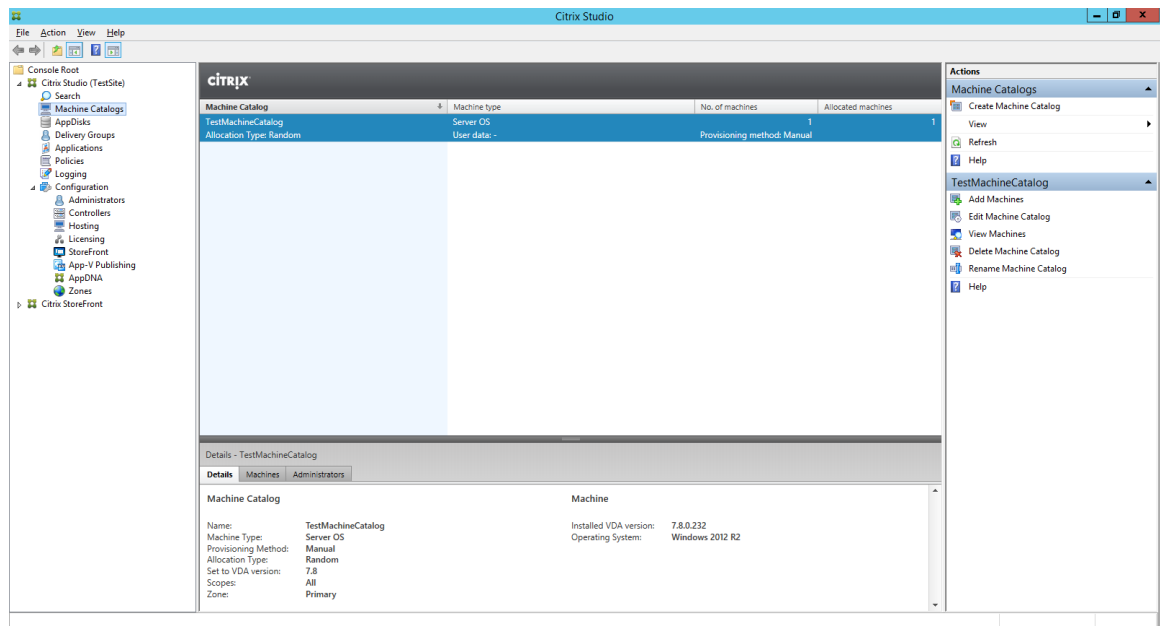 Citrix Studio
File Action View Help
Console Root
Citrix Studio (TestSite)
Search
Machine Catalogs
AppDisks
Delivery Groups
Applications
Policies
Logging
Configuration
Administrators
Controllers
Hosting
Licensing
StoreFront
App-V Publishing
AppDNA
Zones
Citrix StoreFront
CİTRIX
Machine Catalog Machine type No. of machines Allocated machines
TestMachineCatalog Server OS 1 1
Allocation Type: Random User data: - Provisioning method: Manual
Details - TestMachineCatalog
Details Machines Administrators
Machine Catalog
Name: TestMachineCatalog
Machine Type: Server OS
Provisioning Method: Manual
Allocation Type: Random
Set to VDA version: 7.8
Scopes: All
Zone: Primary
Machine
Installed VDA version: 7.8.0.232
Operating System: Windows 2012 R2
Actions
Machine Catalogs
Create Machine Catalog
View
Refresh
Help
TestMachineCatalog
Add Machines
Edit Machine Catalog
View Machines
Delete Machine Catalog
Rename Machine Catalog
Help